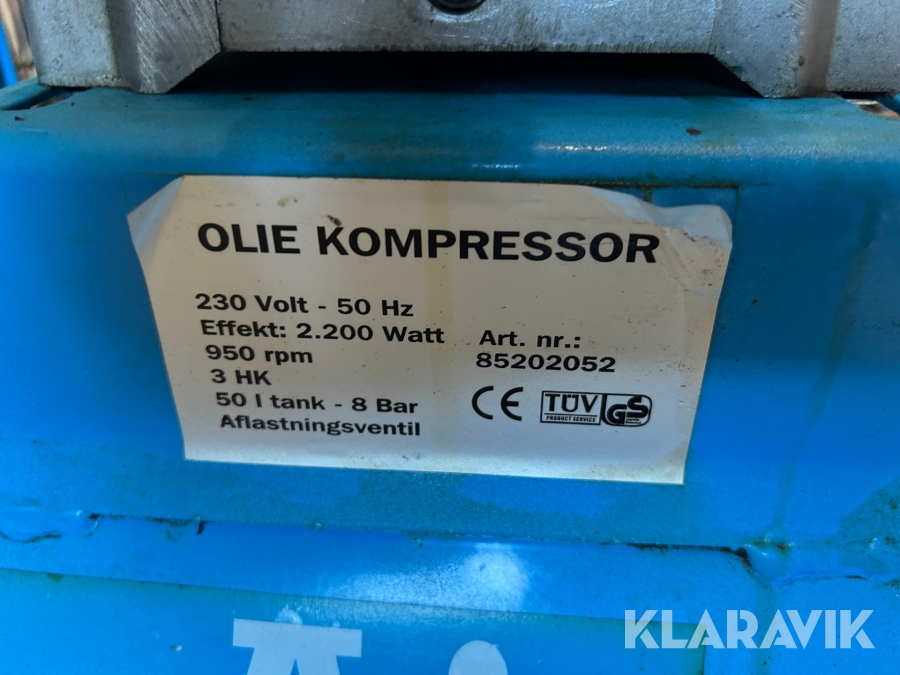 OLIE KOMPRESSOR
230 Volt - 50 Hz
Effekt: 2.200 Watt
950 rpm
3 HK
50 l tank - 8 Bar
Aflastningsventil
Art. nr.:
85202052
CE
TÜV
PRODUCT SERVICE
GS
KLARAVIK